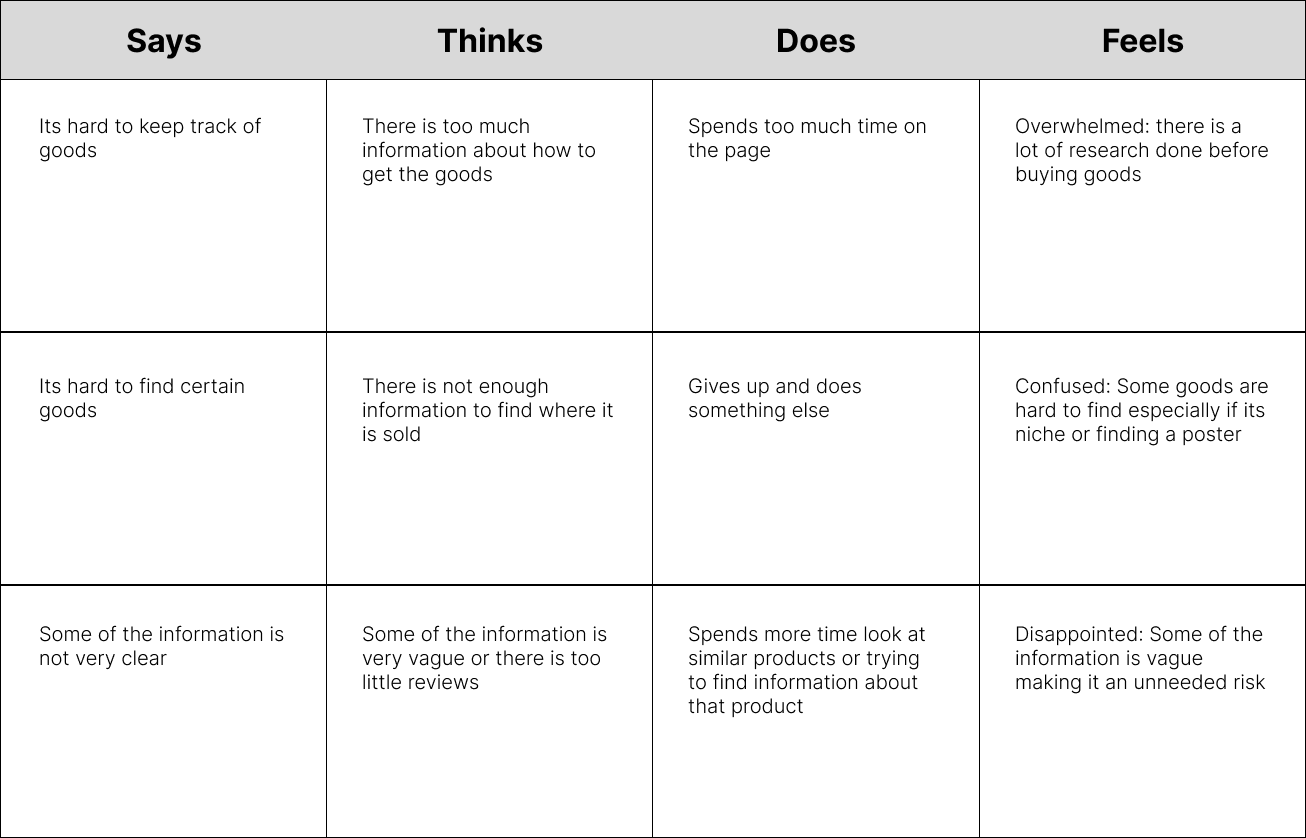 Says
Thinks
Does
Feels
Its hard to keep track of
goods
There is too much
information about how to
get the goods
Spends too much time on
the page
Overwhelmed: there is a
lot of research done before
buying goods
Its hard to find certain
goods
There is not enough
information to find where it
is sold
Gives up and does
something else
Confused: Some goods are
hard to find especially if its
niche or finding a poster
Some of the information is
not very clear
Some of the information is
very vague or there is too
little reviews
Spends more time look at
similar products or trying
to find information about
that product
Disappointed: Some of the
information is vague
making it an unneeded risk